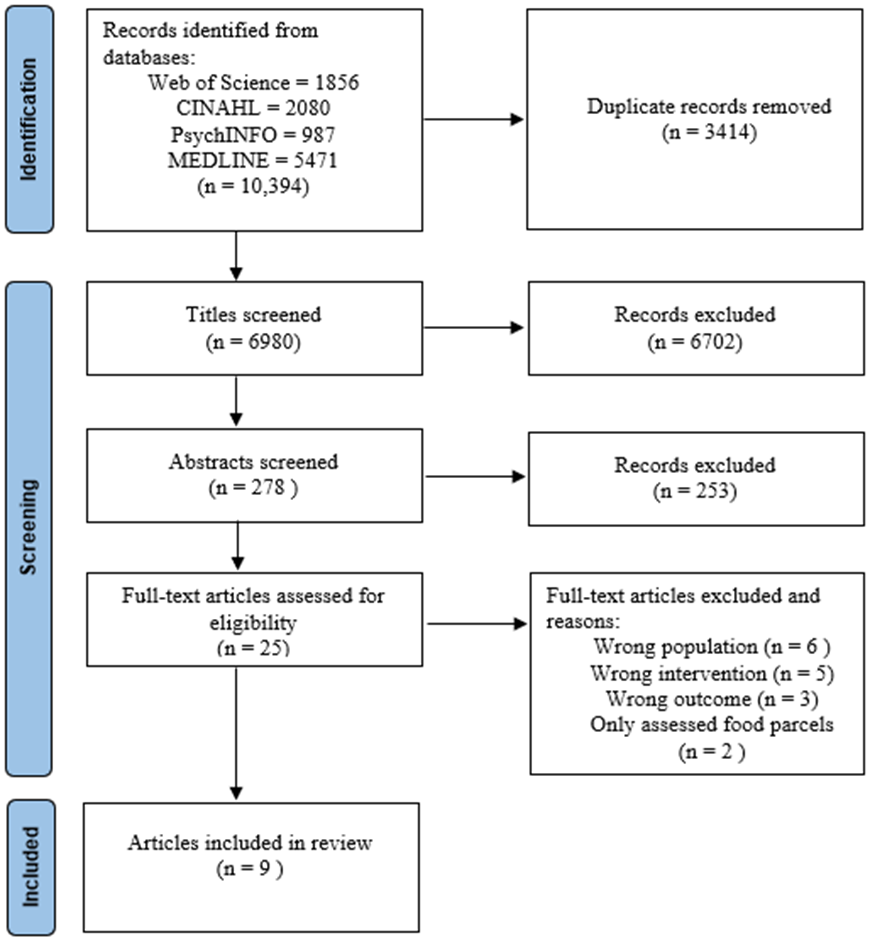 Identification
Records identified from
databases:
Web of Science = 1856
CINAHL = 2080
PsychINFO = 987
MEDLINE = 5471
(n = 10,394)
Duplicate records removed
(n = 3414)
Screening
Titles screened
(n = 6980)
Records excluded
(n = 6702)
Abstracts screened
(n = 278 )
Records excluded
(n = 253)
Full-text articles assessed for
eligibility
(n = 25)
Full-text articles excluded and
reasons:
Wrong population (n = 6 )
Wrong intervention (n = 5)
Wrong outcome (n = 3)
Only assessed food parcels
(n = 2 )
Included
Articles included in review
(n = 9 )